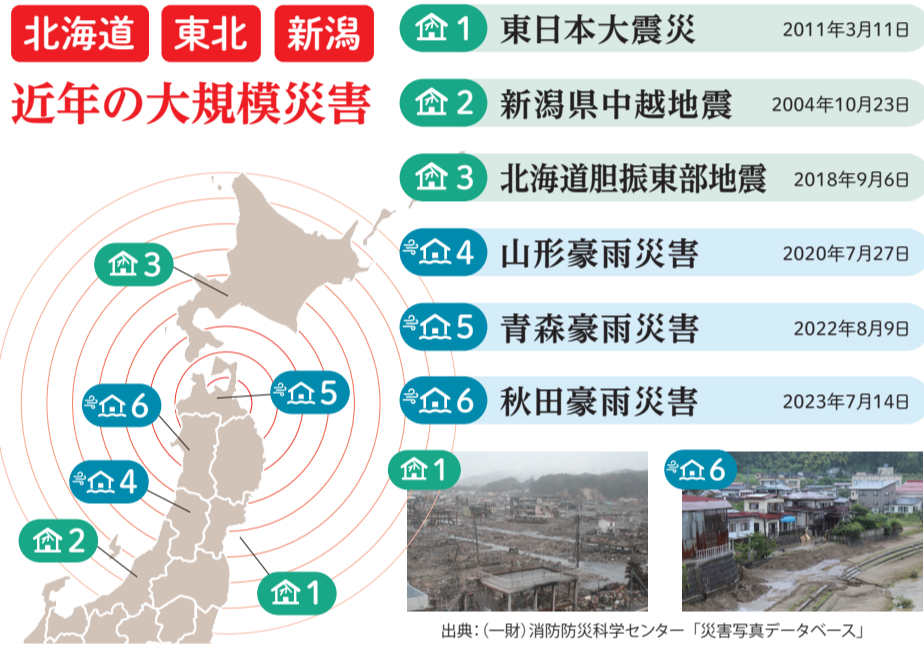 北海道 東北 新潟
近年の大規模災害
1 東日本大震災 2011年3月11日
2 新潟県中越地震 2004年10月23日
3 北海道胆振東部地震 2018年9月6日
4 山形豪雨災害 2020年7月27日
5 青森豪雨災害 2022年8月9日
6 秋田豪雨災害 2023年7月14日
3
5
6
4
2
1
1
6
出典：（一財）消防防災科学センター「災害写真データベース」